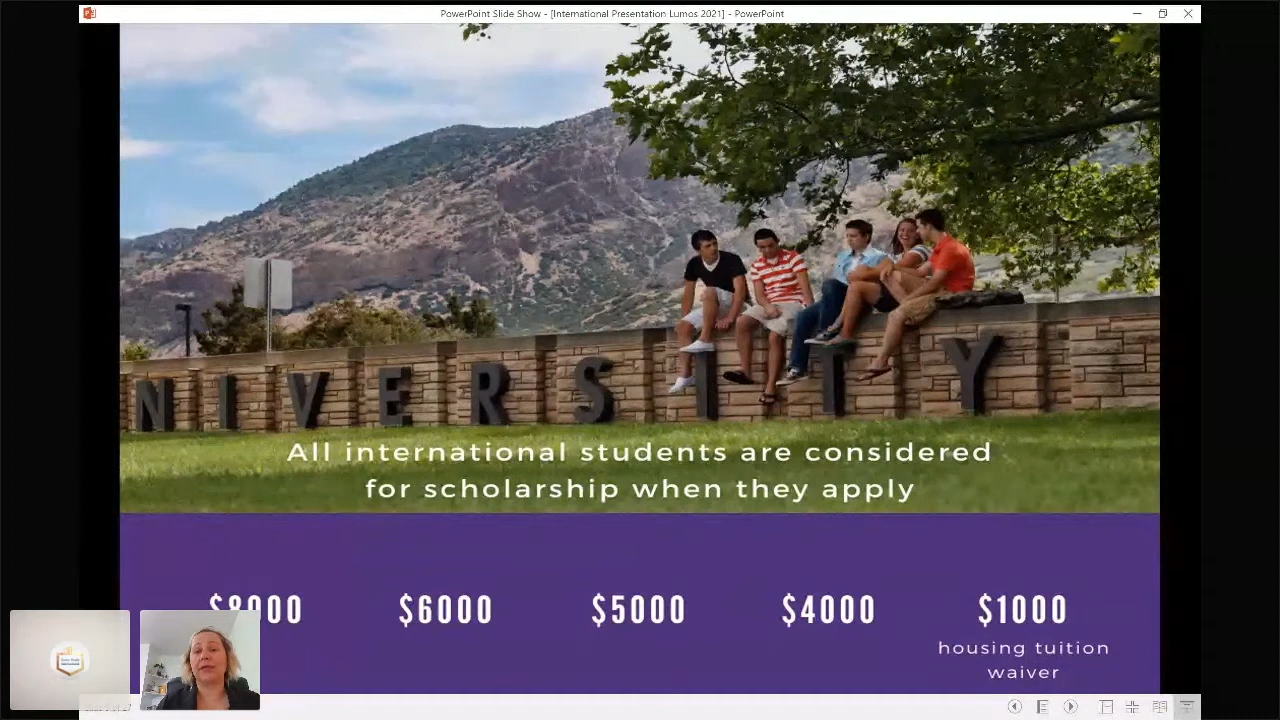 PowerPoint Slide Show - [International Presentation Lumos 2021] - PowerPoint
NIVERSITY
All international students are considered
for scholarship when they apply
$8000 $6000 $5000 $4000 $1000
housing tuition
waiver